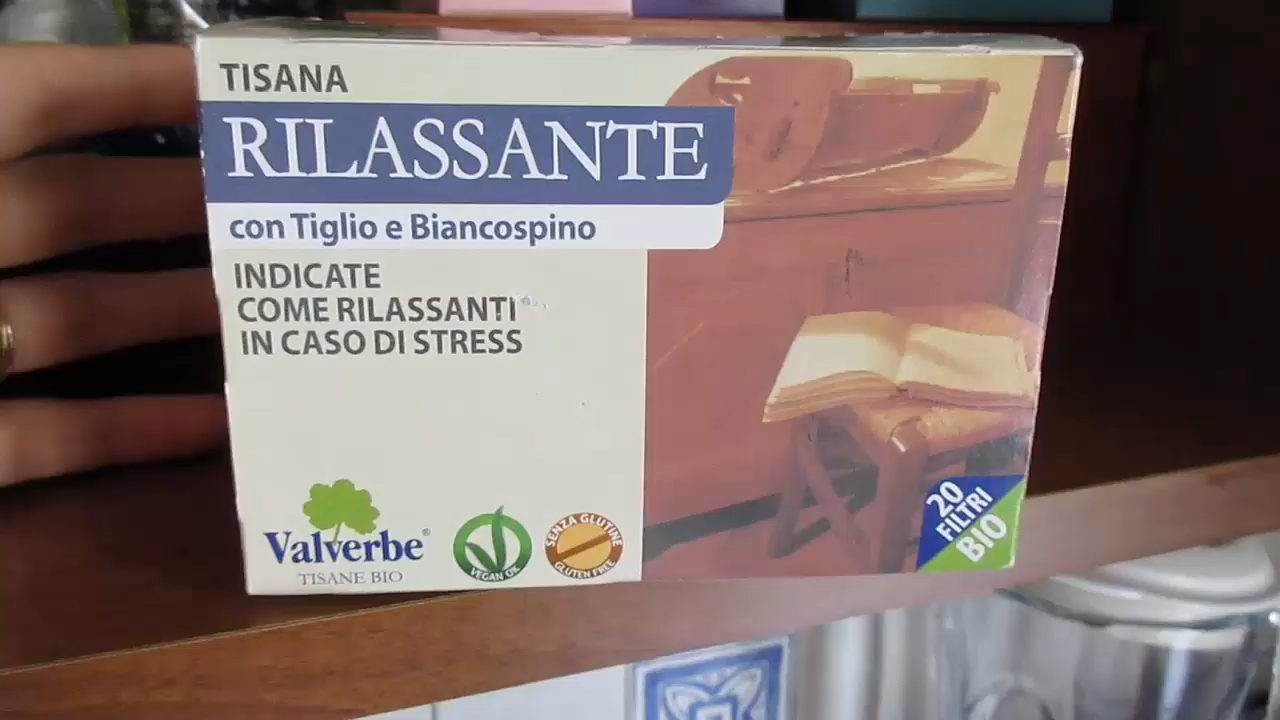 TISANA
RILASSANTE
con Tiglio e Biancospino
INDICATE
COME RILASSANTI
IN CASO DI STRESS
Valverbe®
TISANE BIO
VEGAN OK
SENZA GLUTINE
GLUTEN FREE
20
FILTRI
BIO